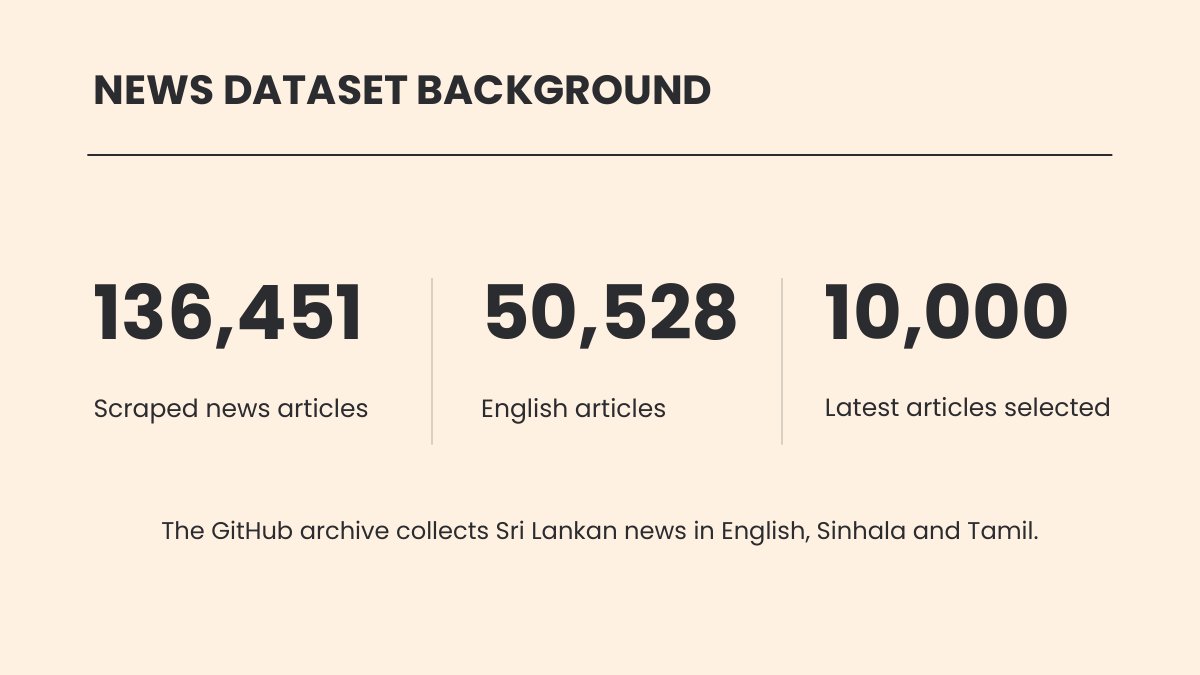 NEWS DATASET BACKGROUND
136,451
Scraped news articles
50,528
English articles
10,000
Latest articles selected
The GitHub archive collects Sri Lankan news in English, Sinhala and Tamil.